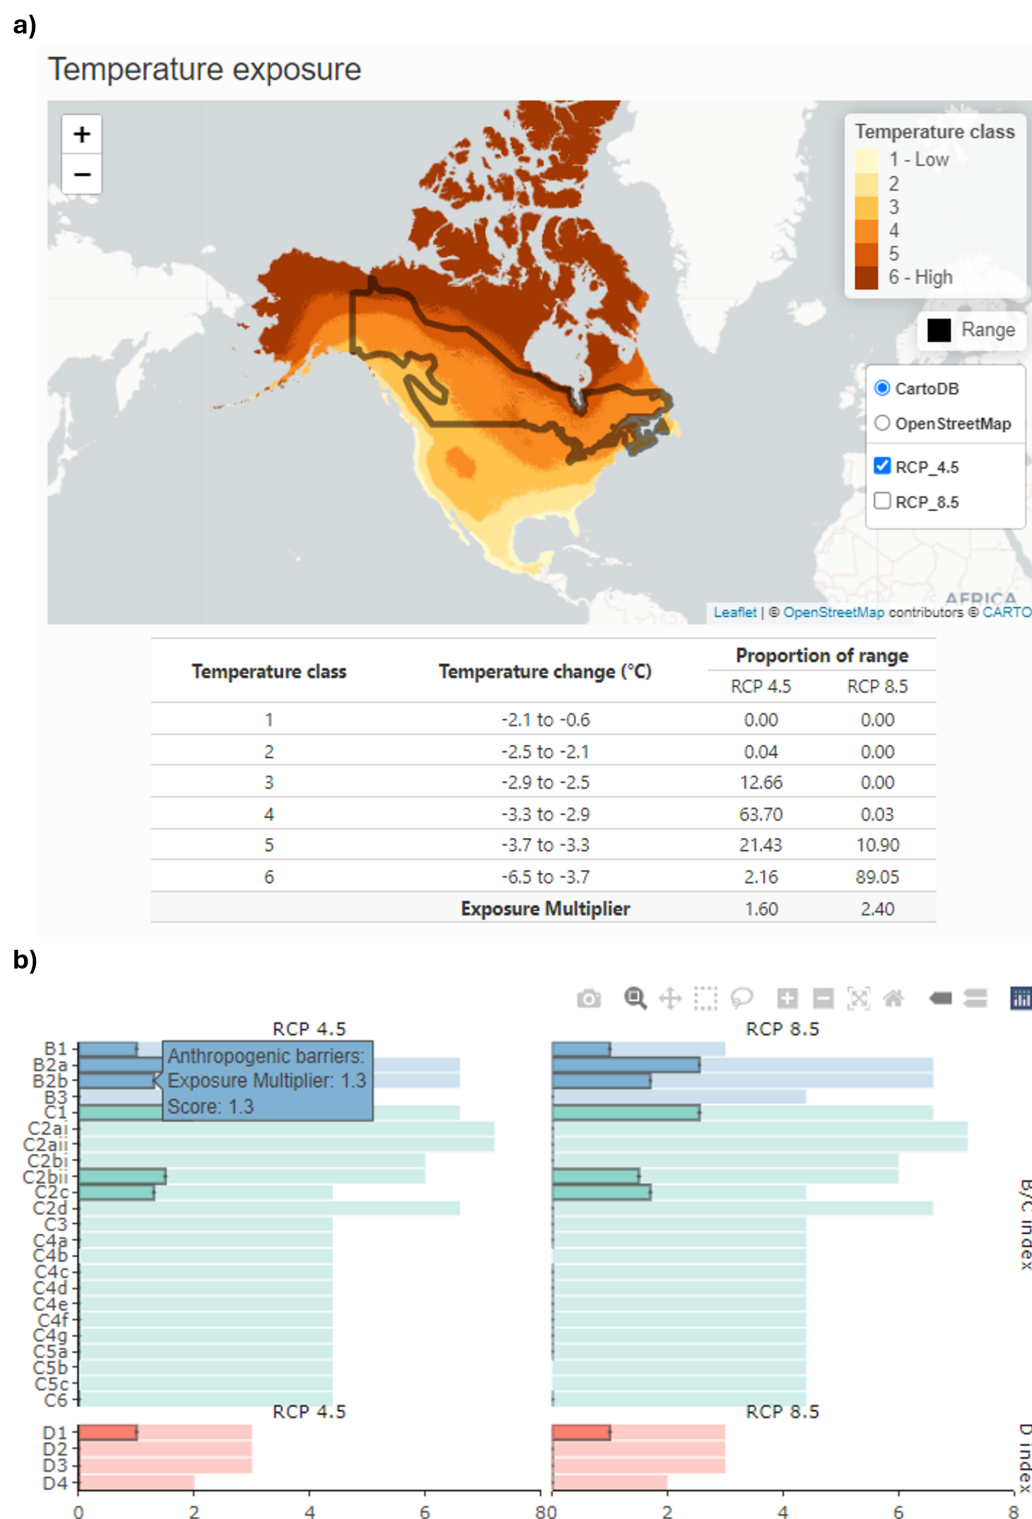 a)
Temperature exposure
+
−
Temperature class
1 - Low
2
3
4
5
6 - High
Range
CartoDB
OpenStreetMap
RCP_4.5
RCP_8.5
AFRICA
Leaflet | © OpenStreetMap contributors © CARTO
Temperature class Temperature change (°C) Proportion of range
RCP 4.5 RCP 8.5
1 -2.1 to -0.6 0.00 0.00
2 -2.5 to -2.1 0.04 0.00
3 -2.9 to -2.5 12.66 0.00
4 -3.3 to -2.9 63.70 0.03
5 -3.7 to -3.3 21.43 10.90
6 -6.5 to -3.7 2.16 89.05
Exposure Multiplier 1.60 2.40
b)
RCP 4.5 RCP 8.5
B1
B2a
B2b
B3
C1
C2ai
C2aii
C2bi
C2bii
C2c
C2d
C3
C4a
C4b
C4c
C4d
C4e
C4f
C4g
C5a
C5b
C5c
C6
Anthropogenic barriers:
Exposure Multiplier: 1.3
Score: 1.3
B/C index
RCP 4.5 RCP 8.5
D1
D2
D3
D4
D index
0 2 4 6 8 0 2 4 6 8